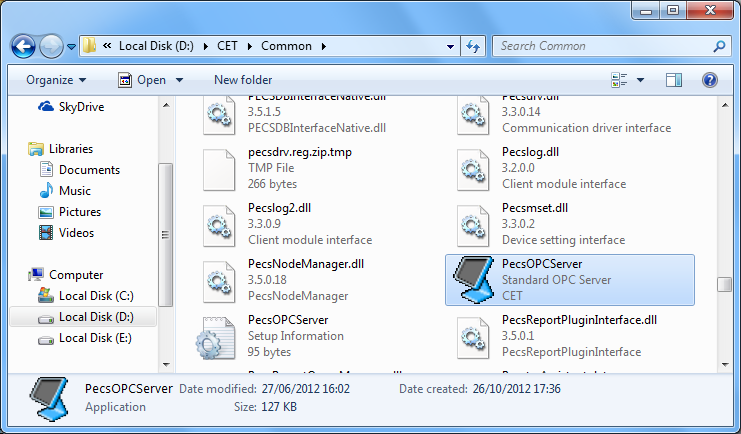 « Local Disk (D:) ▸ CET ▸ Common ▸
Search Common
Organize
Open
New folder
SkyDrive
Libraries
Documents
Music
Pictures
Videos
Computer
Local Disk (C:)
Local Disk (D:)
Local Disk (E:)
PECSDBInterfaceNative.dll
3.5.1.5
PECSDBInterfaceNative.dll
Pecsdrv.dll
3.3.0.14
Communication driver interface
pecsdrv.reg.zip.tmp
TMP File
266 bytes
Pecslog.dll
3.2.0.0
Client module interface
Pecslog2.dll
3.3.0.9
Client module interface
Pecsmset.dll
3.3.0.2
Device setting interface
PecsNodeManager.dll
3.5.0.18
PecsNodeManager
PecsOPCServer
Standard OPC Server
CET
PecsOPCServer
Setup Information
95 bytes
PecsReportPluginInterface.dll
3.5.0.1
PecsReportPluginInterface
PecsOPCServer Date modified: 27/06/2012 16:02 Date created: 26/10/2012 17:36
Application Size: 127 KB